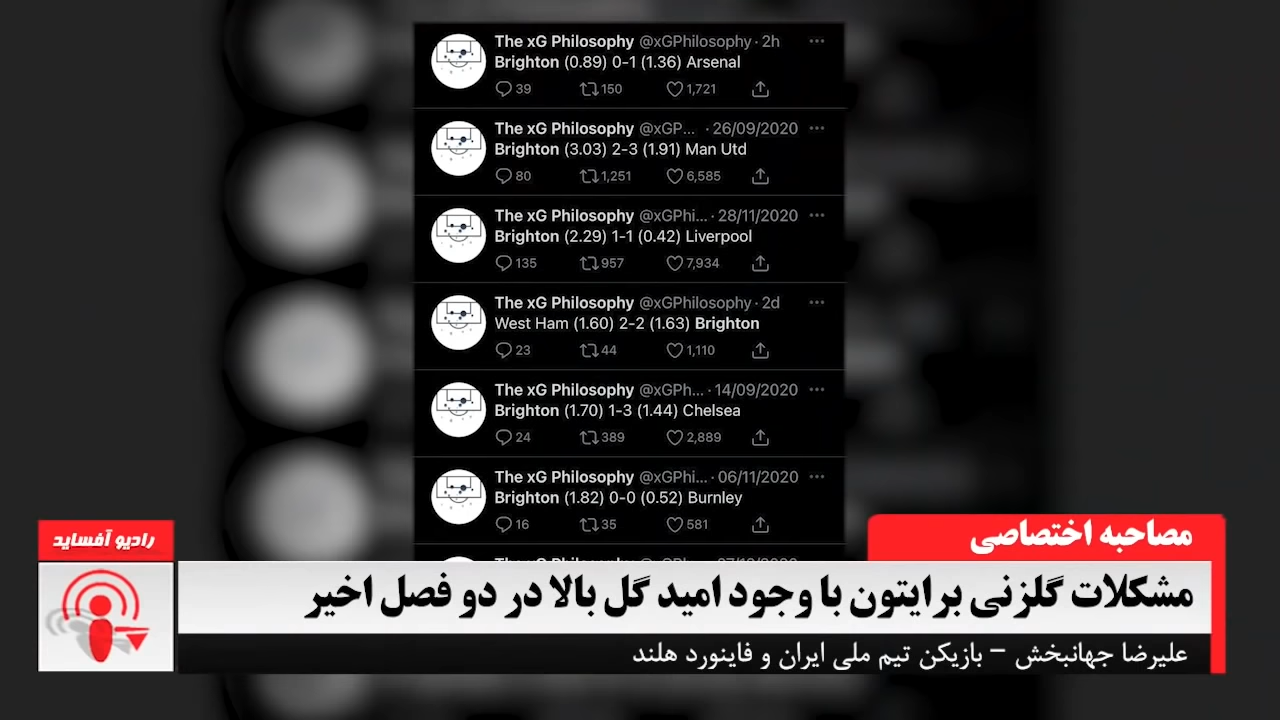 The xG Philosophy @xGPhilosophy · 2h
Brighton (0.89) 0-1 (1.36) Arsenal
39 150 1,721
The xG Philosophy @xGP... · 26/09/2020
Brighton (3.03) 2-3 (1.91) Man Utd
80 1,251 6,585
The xG Philosophy @xGPhi... · 28/11/2020
Brighton (2.29) 1-1 (0.42) Liverpool
135 957 7,934
The xG Philosophy @xGPhilosophy · 2d
West Ham (1.60) 2-2 (1.63) Brighton
23 44 1,110
The xG Philosophy @xGPh... · 14/09/2020
Brighton (1.70) 1-3 (1.44) Chelsea
24 389 2,889
The xG Philosophy @xGPhi... · 06/11/2020
Brighton (1.82) 0-0 (0.52) Burnley
16 35 581
مصاحبه اختصاصی
رادیو آفساید
مشکلات گلزنی برایتون با وجود امید گل بالا در دو فصل اخیر
علیرضا جهانبخش – بازیکن تیم ملی ایران و فاینورد هلند